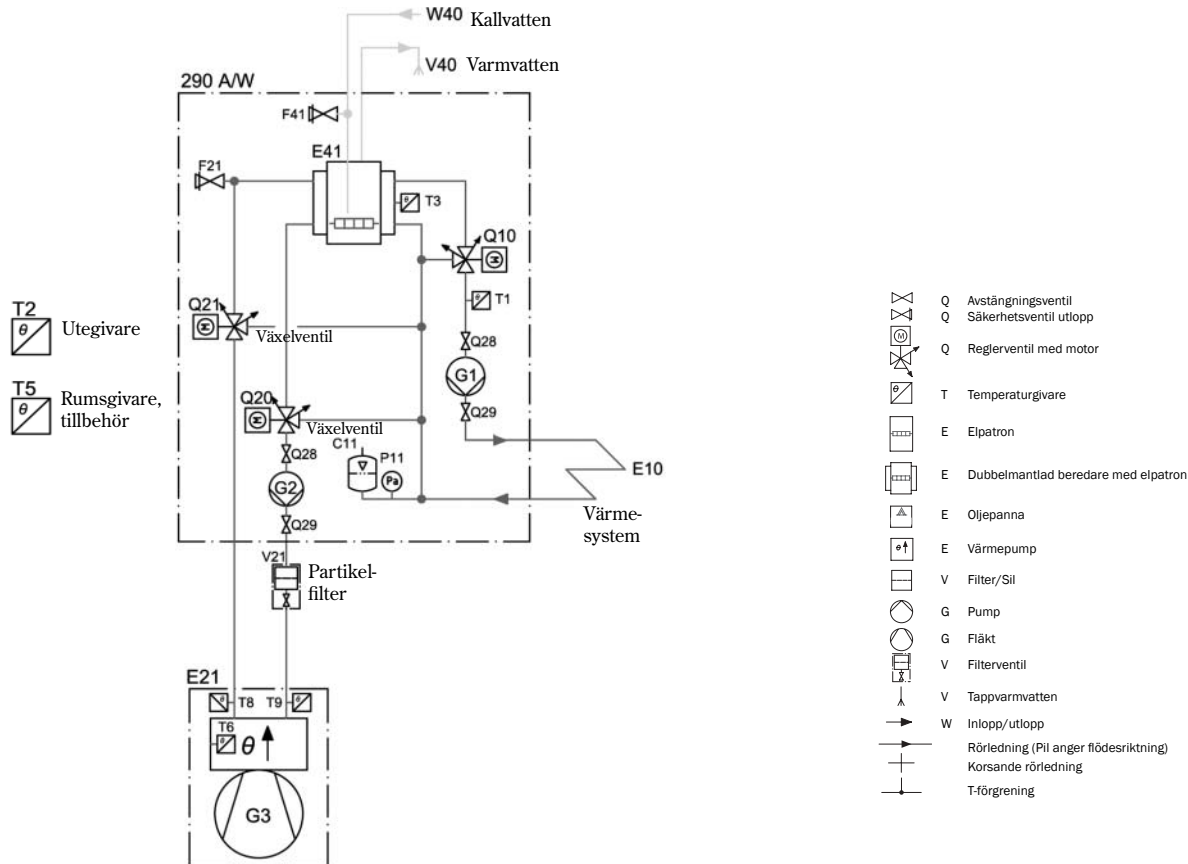 W40 Kallvatten
V40 Varmvatten
290 A/W
F41
E41
F21
T3
Q10
T2
θ
Utegivare
Q21
M
Växelventil
T1
Q28
G1
Q29
T5
θ
Rumsgivare,
tillbehör
Q20
M
Växelventil
C11
P11
Pa
Q28
G2
Q29
E10
Värme-
system
V21
Partikel-
filter
E21
T8
T9
T6
θ
G3
Q Avstängningsventil
Q Säkerhetsventil utlopp
M
Q Reglerventil med motor
θ
T Temperaturgivare
E Elpatron
E Dubbelmantlad beredare med elpatron
E Oljepanna
θ
E Värmepump
V Filter/Sil
G Pump
G Fläkt
V Filterventil
V Tappvarmvatten
W Inlopp/utlopp
Rörledning (Pil anger flödesriktning)
Korsande rörledning
T-förgrening